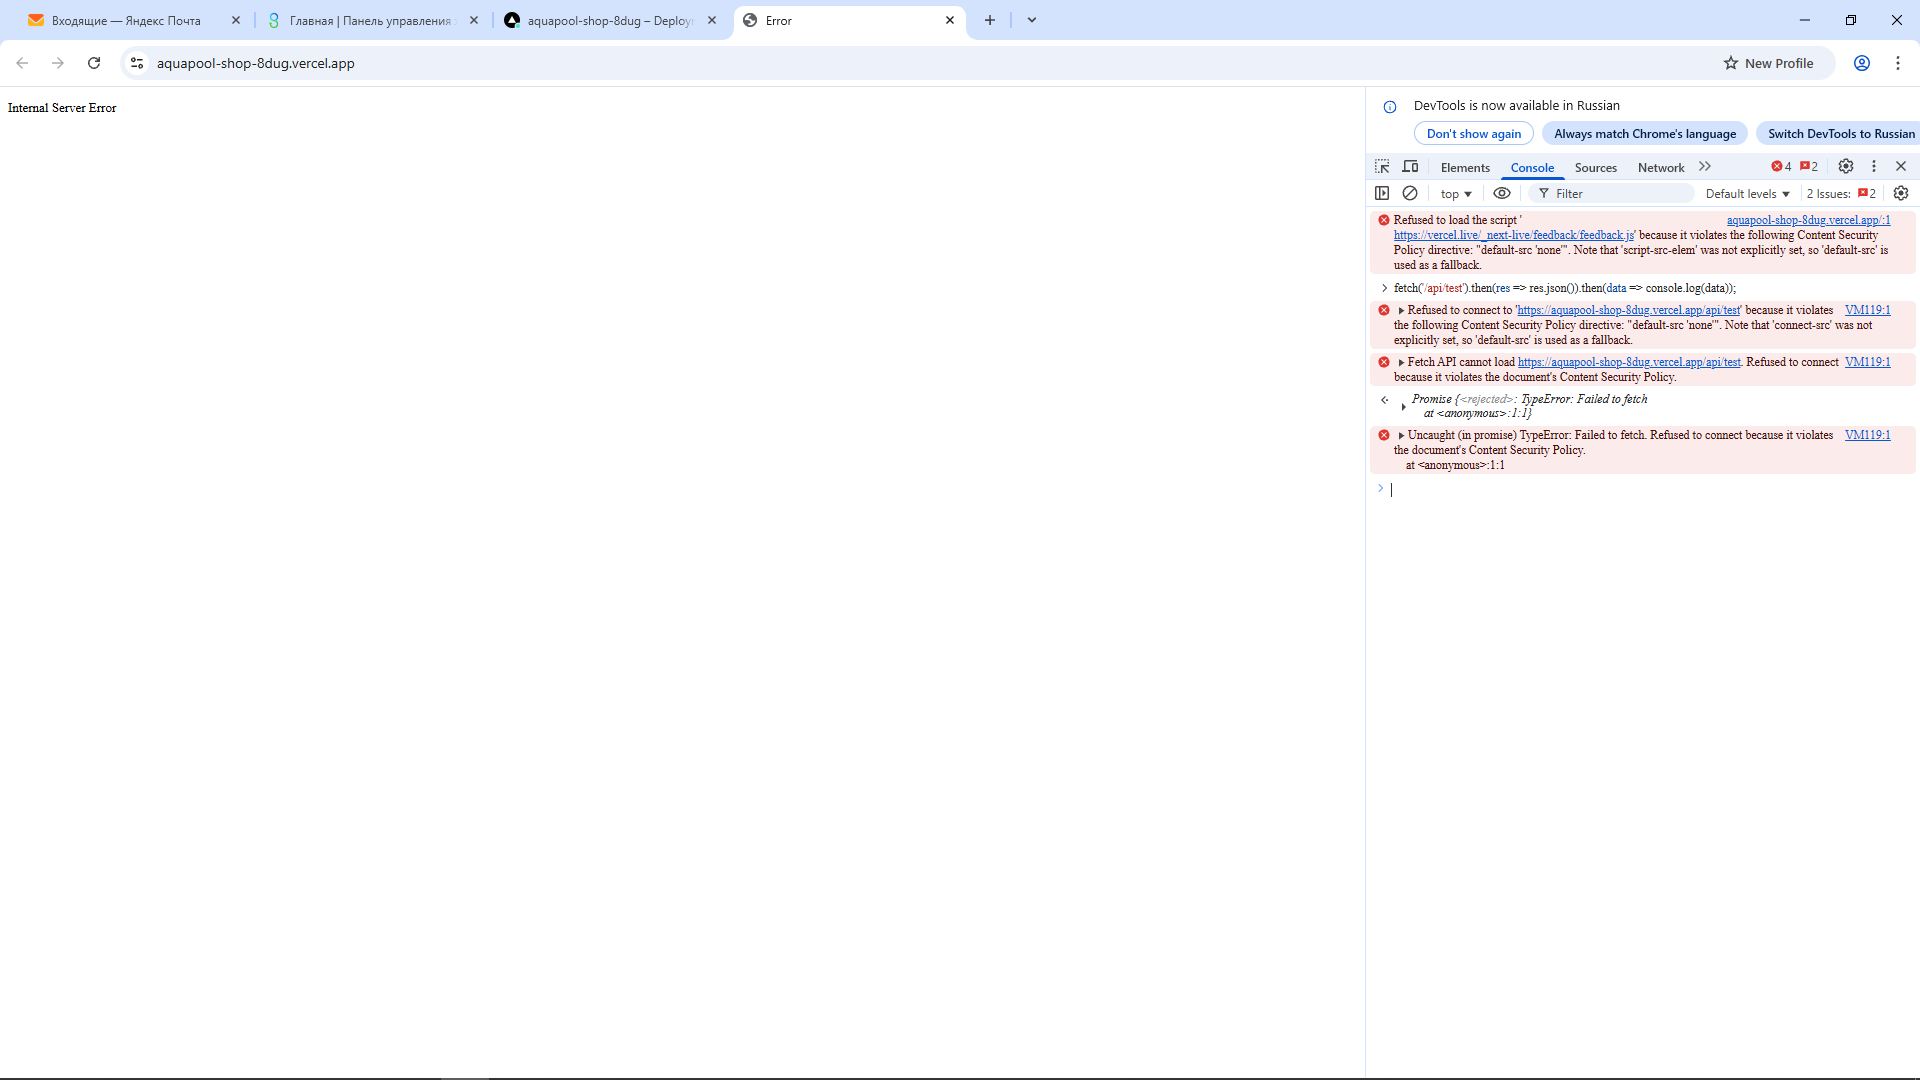 Входящие — Яндекс Почта
Главная | Панель управления
aquapool-shop-8dug – Deploy
Error
aquapool-shop-8dug.vercel.app
New Profile
Internal Server Error
DevTools is now available in Russian
Don't show again
Always match Chrome's language
Switch DevTools to Russian
Elements
Console
Sources
Network
4
2
top
Filter
Default levels
2 Issues:
2
Refused to load the script '
aquapool-shop-8dug.vercel.app/:1
https://vercel.live/_next-live/feedback/feedback.js' because it violates the following Content Security
Policy directive: "default-src 'none'". Note that 'script-src-elem' was not explicitly set, so 'default-src' is
used as a fallback.
fetch('/api/test').then(res => res.json()).then(data => console.log(data));
Refused to connect to 'https://aquapool-shop-8dug.vercel.app/api/test' because it violates
VM119:1
the following Content Security Policy directive: "default-src 'none'". Note that 'connect-src' was not
explicitly set, so 'default-src' is used as a fallback.
Fetch API cannot load https://aquapool-shop-8dug.vercel.app/api/test. Refused to connect
VM119:1
because it violates the document's Content Security Policy.
Promise {<rejected>: TypeError: Failed to fetch
at <anonymous>:1:1}
Uncaught (in promise) TypeError: Failed to fetch. Refused to connect because it violates
VM119:1
the document's Content Security Policy.
at <anonymous>:1:1